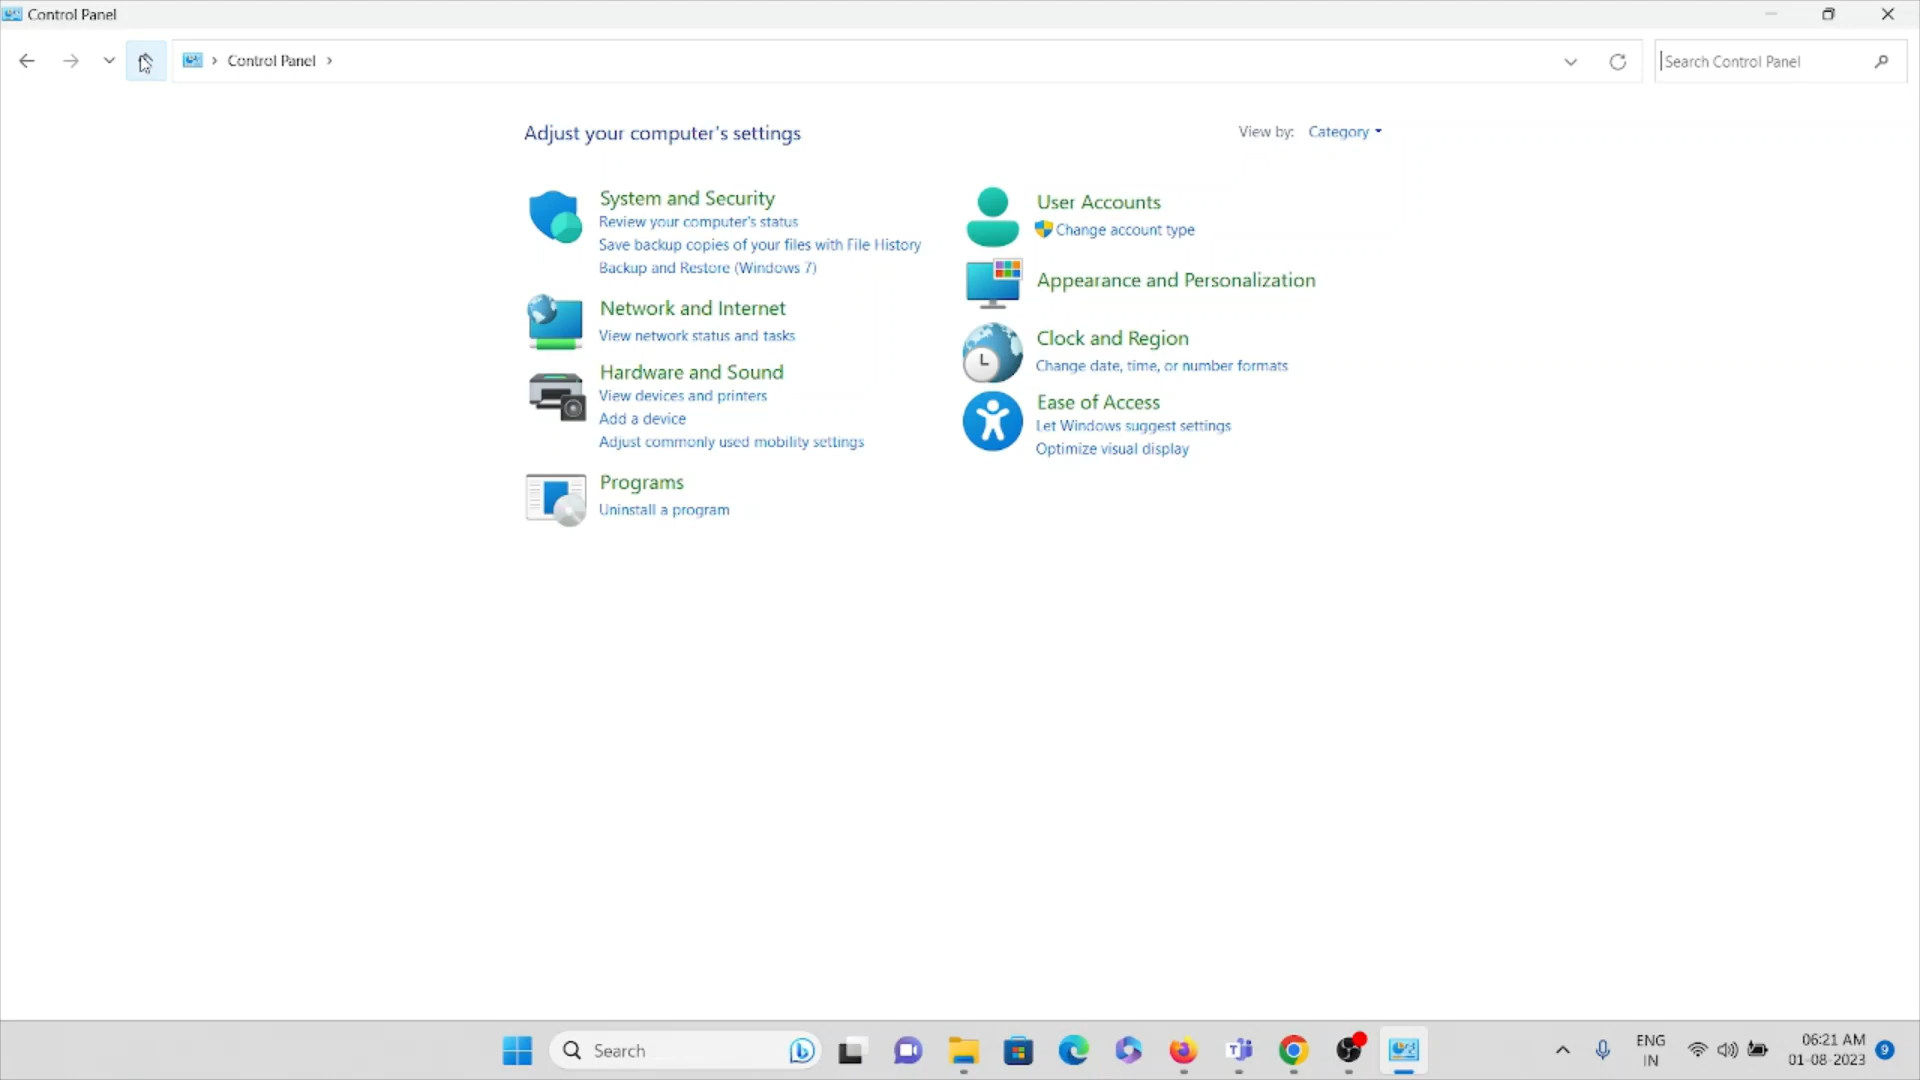 Control Panel
Control Panel
Search Control Panel
Adjust your computer's settings
View by: Category
System and Security
Review your computer's status
Save backup copies of your files with File History
Backup and Restore (Windows 7)
Network and Internet
View network status and tasks
Hardware and Sound
View devices and printers
Add a device
Adjust commonly used mobility settings
Programs
Uninstall a program
User Accounts
Change account type
Appearance and Personalization
Clock and Region
Change date, time, or number formats
Ease of Access
Let Windows suggest settings
Optimize visual display
Search
ENG
IN
06:21 AM
01-08-2023
9